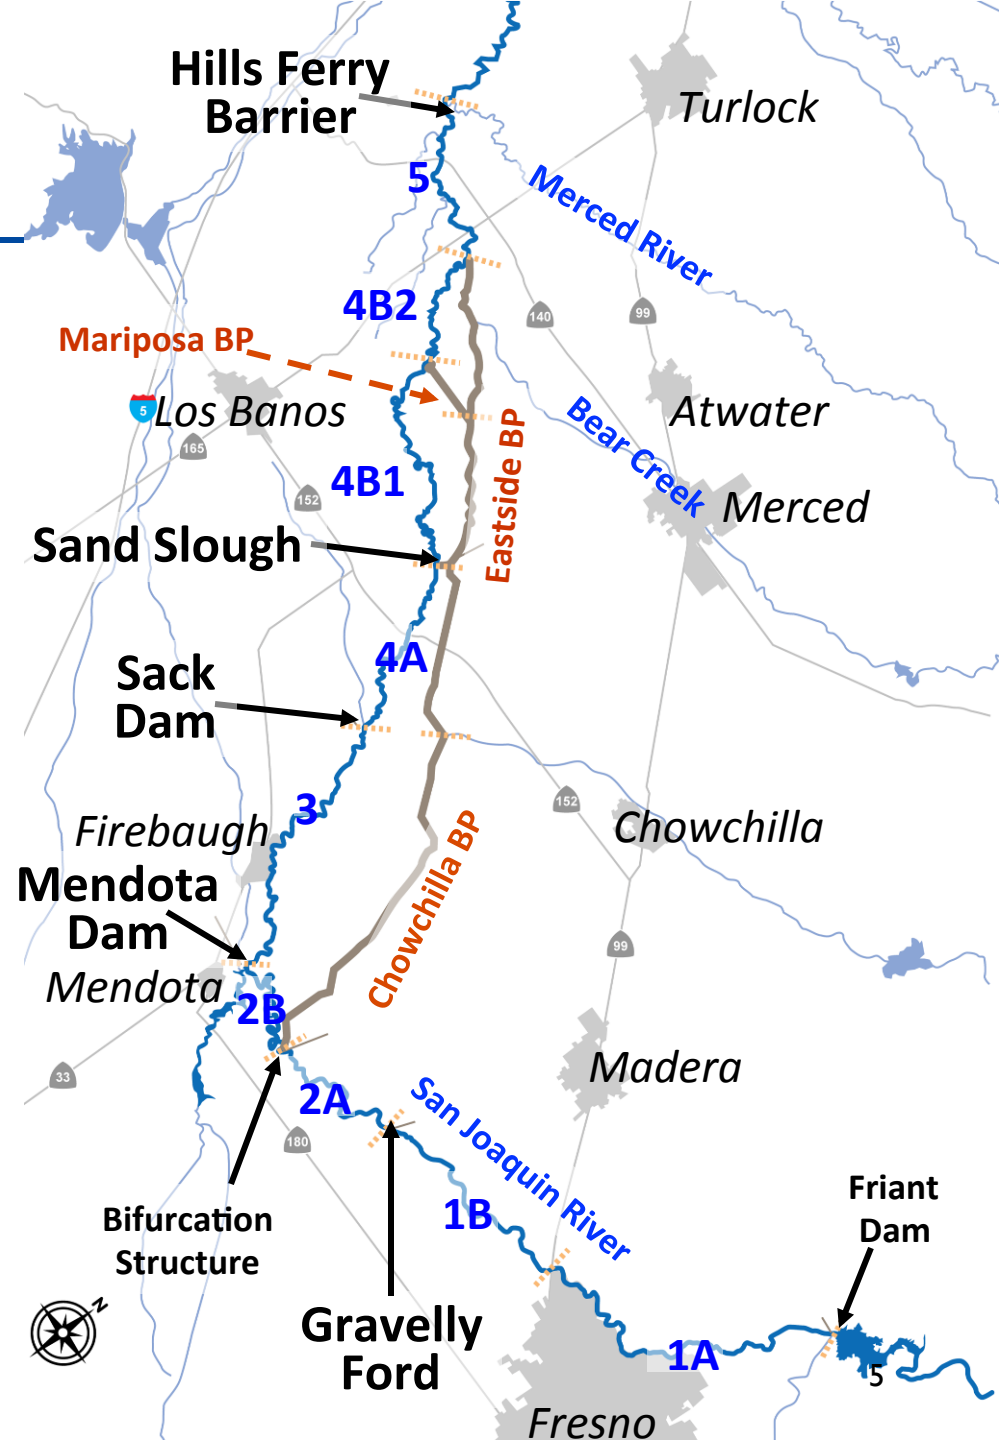 Hills Ferry
Barrier
Turlock
5
Merced River
4B2
140
99
Mariposa BP
5
Los Banos
Atwater
165
Bear Creek
Eastside BP
4B1
152
Merced
Sand Slough
4A
Sack
Dam
3
152
Firebaugh
Chowchilla
Chowchilla BP
Mendota
Dam
99
Mendota
2B
33
Madera
2A
San Joaquin River
180
Bifurcation
Structure
1B
Friant
Dam
N
Gravelly
Ford
1A
5
Fresno